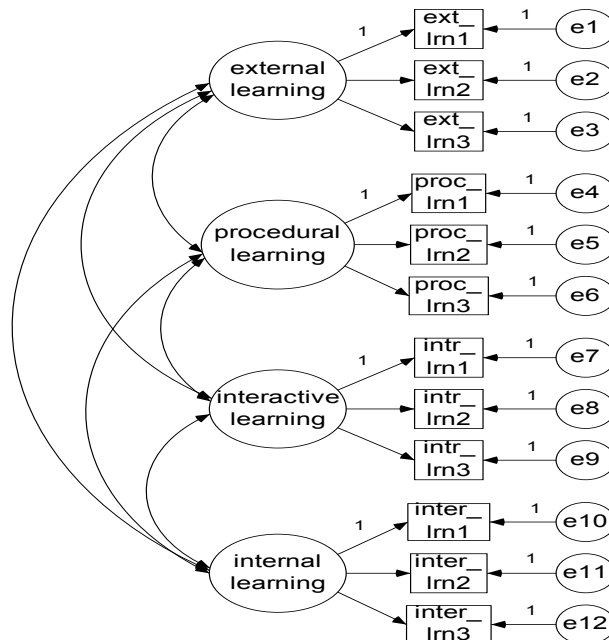 1
ext_
lrn1
1
e1
external
learning
ext_
lrn2
1
e2
ext_
lrn3
1
e3
1
proc_
lrn1
1
e4
procedural
learning
proc_
lrn2
1
e5
proc_
lrn3
1
e6
1
intr_
lrn1
1
e7
interactive
learning
intr_
lrn2
1
e8
intr_
lrn3
1
e9
1
inter_
lrn1
1
e10
internal
learning
inter_
lrn2
1
e11
inter_
lrn3
1
e12